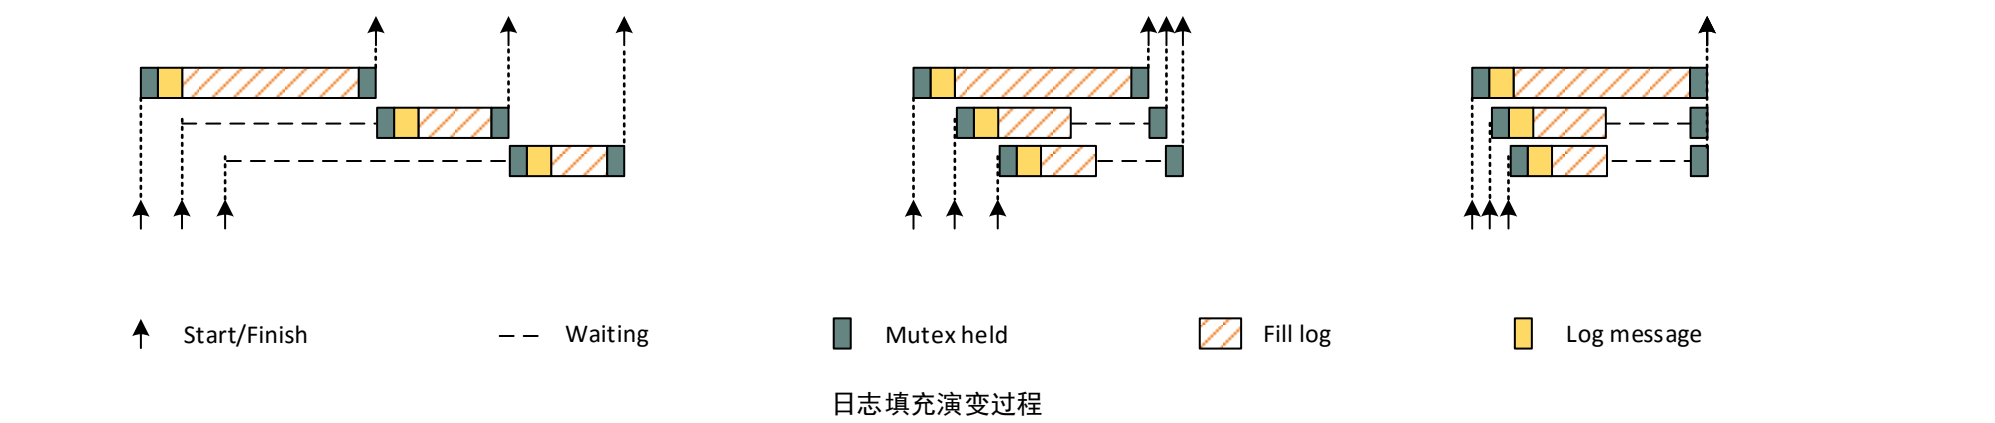 Start/Finish
Waiting
Mutex held
Fill log
Log message
日志填充演变过程